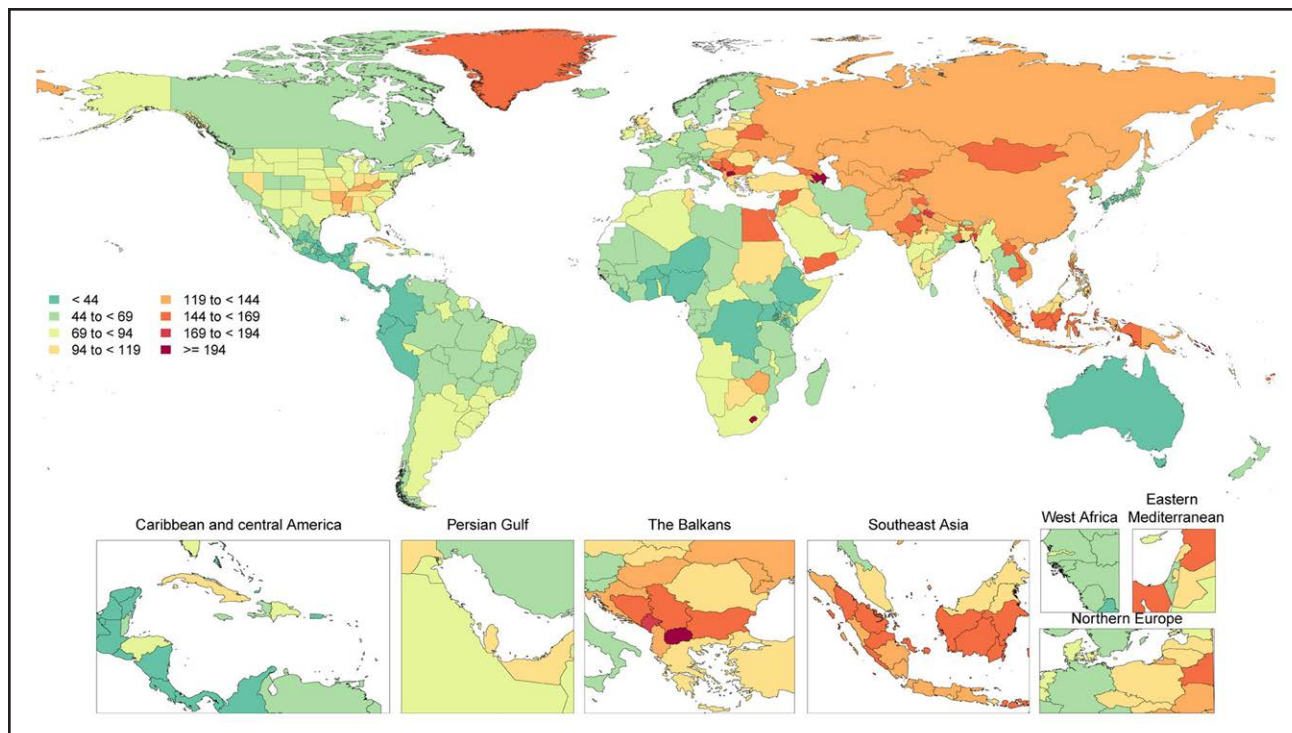 < 44
44 to < 69
69 to < 94
94 to < 119
119 to < 144
144 to < 169
169 to < 194
>= 194
Caribbean and central America
Persian Gulf
The Balkans
Southeast Asia
West Africa
Eastern
Mediterranean
Northern Europe